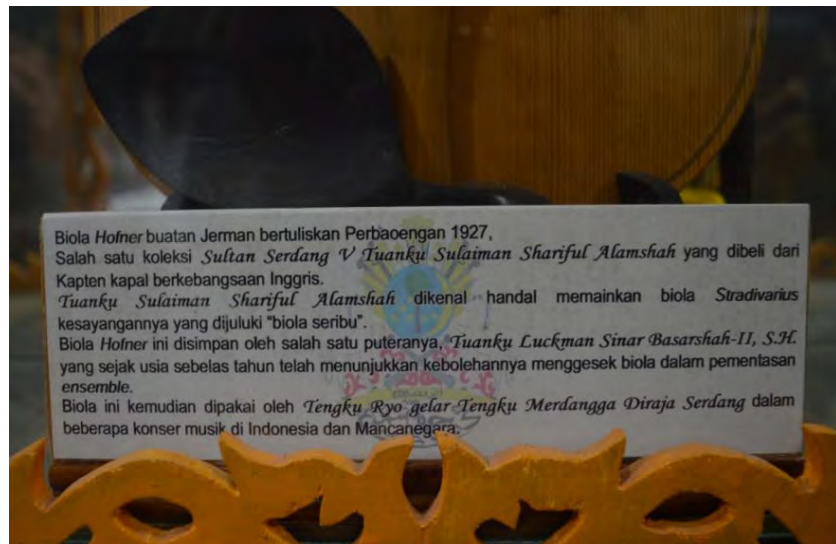 Biola Hofner buatan Jerman bertuliskan Perbaoengan 1927,
Salah satu koleksi Sultan Serdang V Tuanku Sulaiman Shariful Alamshah yang dibeli dari
Kapten kapal berkebangsaan Inggris.
Tuanku Sulaiman Shariful Alamshah dikenal handal memainkan biola Stradivarius
kesayangannya yang dijuluki "biola seribu".
Biola Hofner ini disimpan oleh salah satu puteranya, Tuanku Luckman Sinar Basarshah-II, S.H.
yang sejak usia sebelas tahun telah menunjukkan kebolehannya menggesek biola dalam pementasan
ensemble.
Biola ini kemudian dipakai oleh Tengku Ryo gelar Tengku Merdangga Diraja Serdang dalam
beberapa konser musik di Indonesia dan Mancanegara.